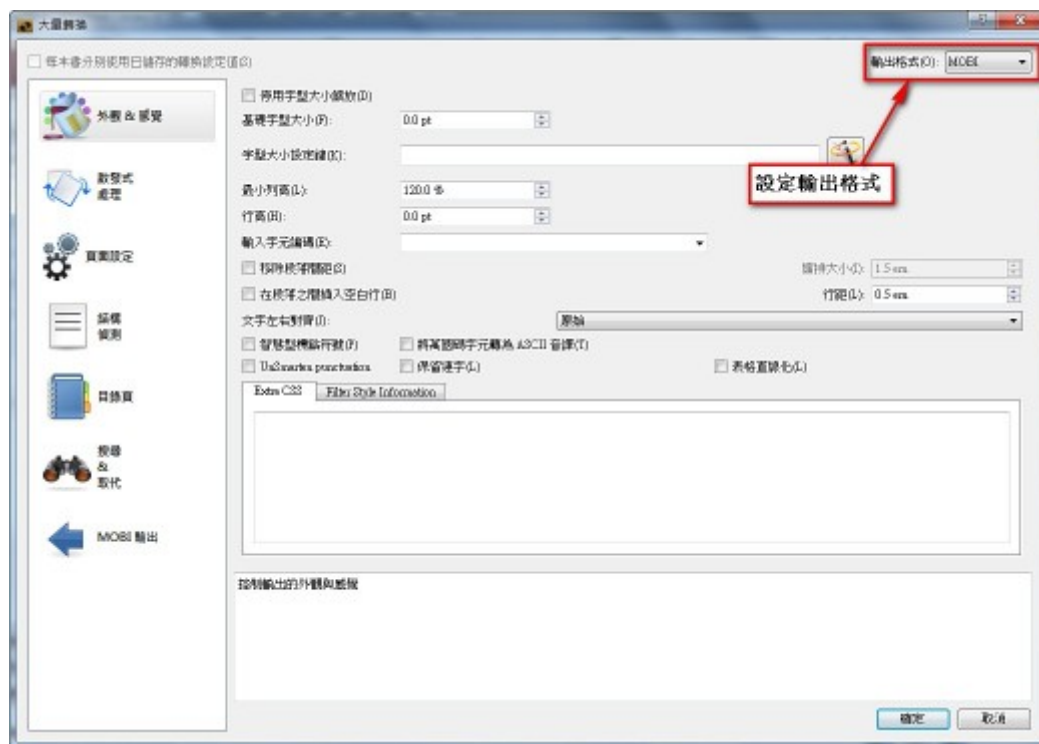 大量轉換
每本書分別使用已儲存的轉換設定值(S)
輸出格式(O): MOBI
外觀 & 感覺
啟發式
處理
頁面設定
結構
偵測
目錄頁
搜尋
&
取代
MOBI 輸出
停用字型大小縮放(D)
基礎字型大小(F): 0.0 pt
字型大小設定鍵(K):
設定輸出格式
最小列高(L): 120.0 %
行高(H): 0.0 pt
輸入字元編碼(E):
移除段落間距(S) 縮排大小(I): 1.5 em
在段落之間插入空白行(B) 行距(L): 0.5 em
文字左右對齊(J): 原始
智慧型標點符號(P) 將萬國碼字元轉為 ASCII 音譯(T)
UnSmarten punctuation 保留連字(L) 表格直線化(L)
Extra CSS Filter Style Information
控制輸出的外觀與感覺
確定 取消